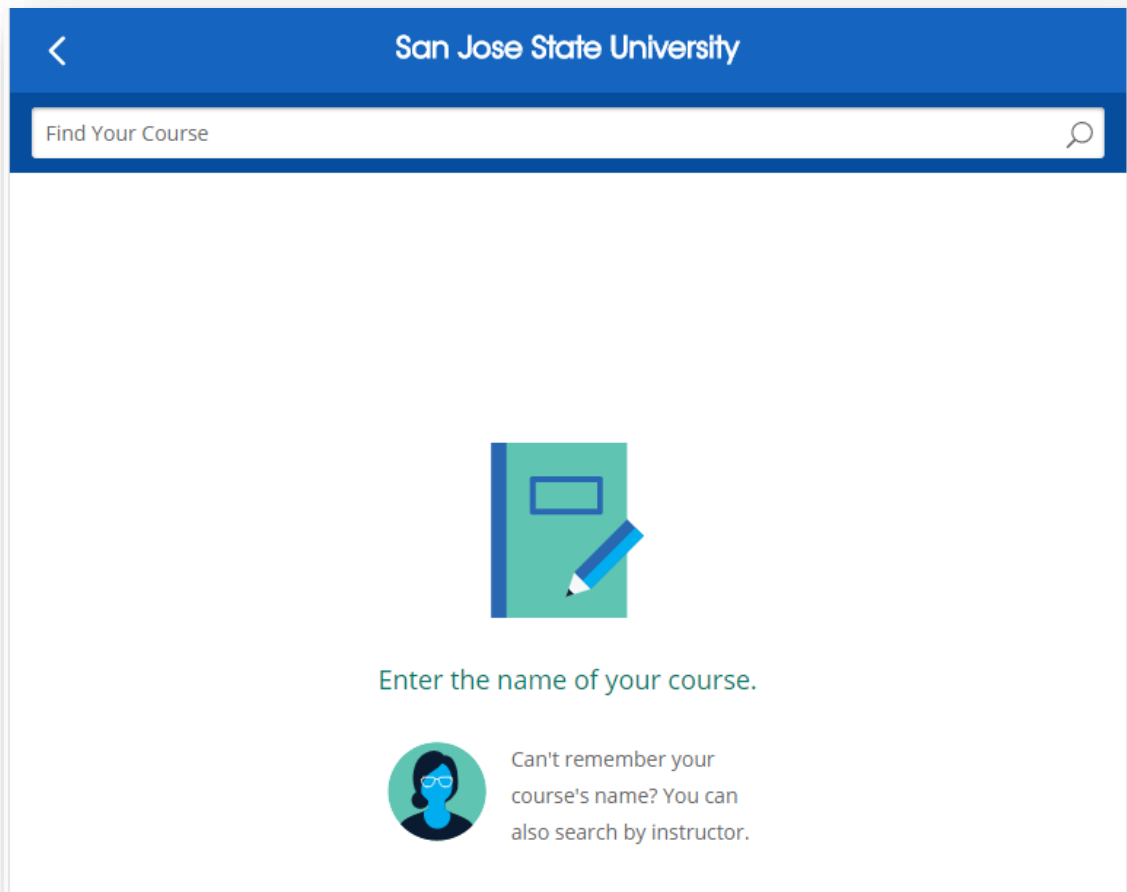 San Jose State University
Find Your Course
Enter the name of your course.
Can't remember your
course's name? You can
also search by instructor.